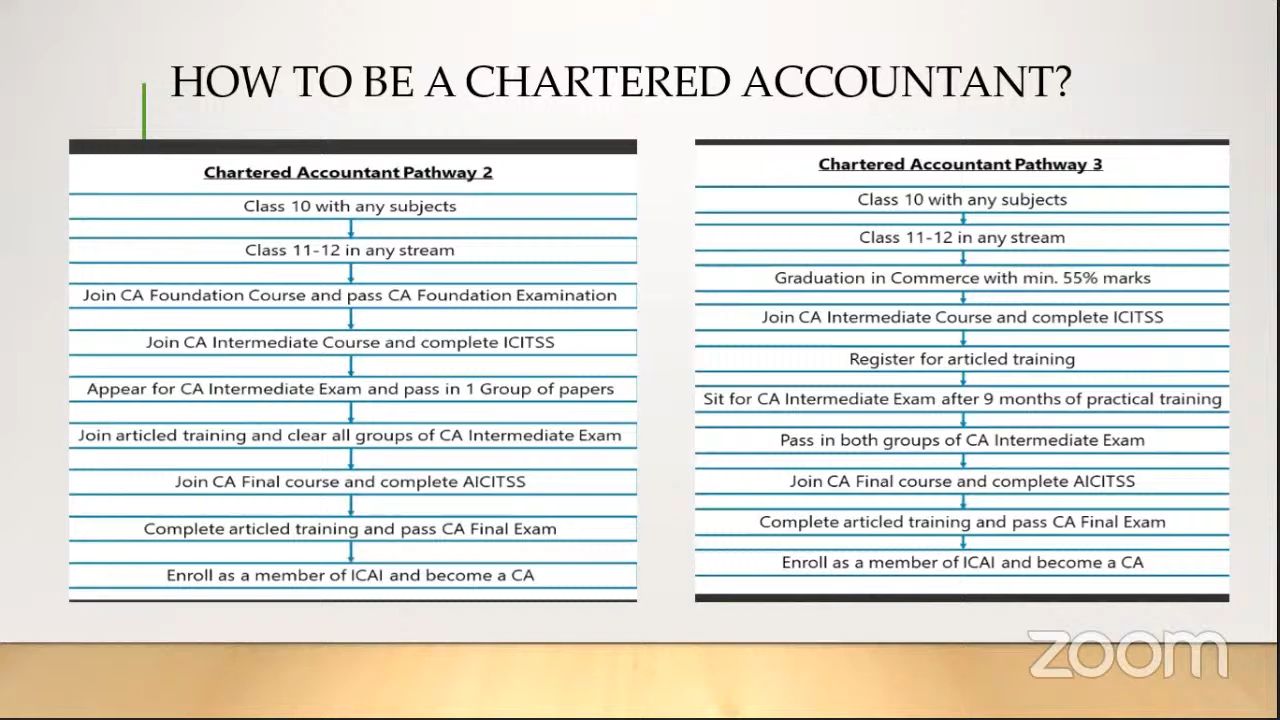 HOW TO BE A CHARTERED ACCOUNTANT?
Chartered Accountant Pathway 2
Class 10 with any subjects
Class 11-12 in any stream
Join CA Foundation Course and pass CA Foundation Examination
Join CA Intermediate Course and complete ICITSS
Appear for CA Intermediate Exam and pass in 1 Group of papers
Join articled training and clear all groups of CA Intermediate Exam
Join CA Final course and complete AICITSS
Complete articled training and pass CA Final Exam
Enroll as a member of ICAI and become a CA
Chartered Accountant Pathway 3
Class 10 with any subjects
Class 11-12 in any stream
Graduation in Commerce with min. 55% marks
Join CA Intermediate Course and complete ICITSS
Register for articled training
Sit for CA Intermediate Exam after 9 months of practical training
Pass in both groups of CA Intermediate Exam
Join CA Final course and complete AICITSS
Complete articled training and pass CA Final Exam
Enroll as a member of ICAI and become a CA
zoom